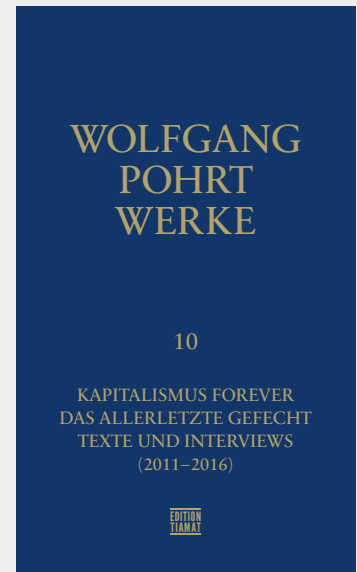 WOLFGANG
POHRT
WERKE
10
KAPITALISMUS FOREVER
DAS ALLERLETZTE GEFECHT
TEXTE UND INTERVIEWS
(2011–2016)
EDITION
TIAMAT